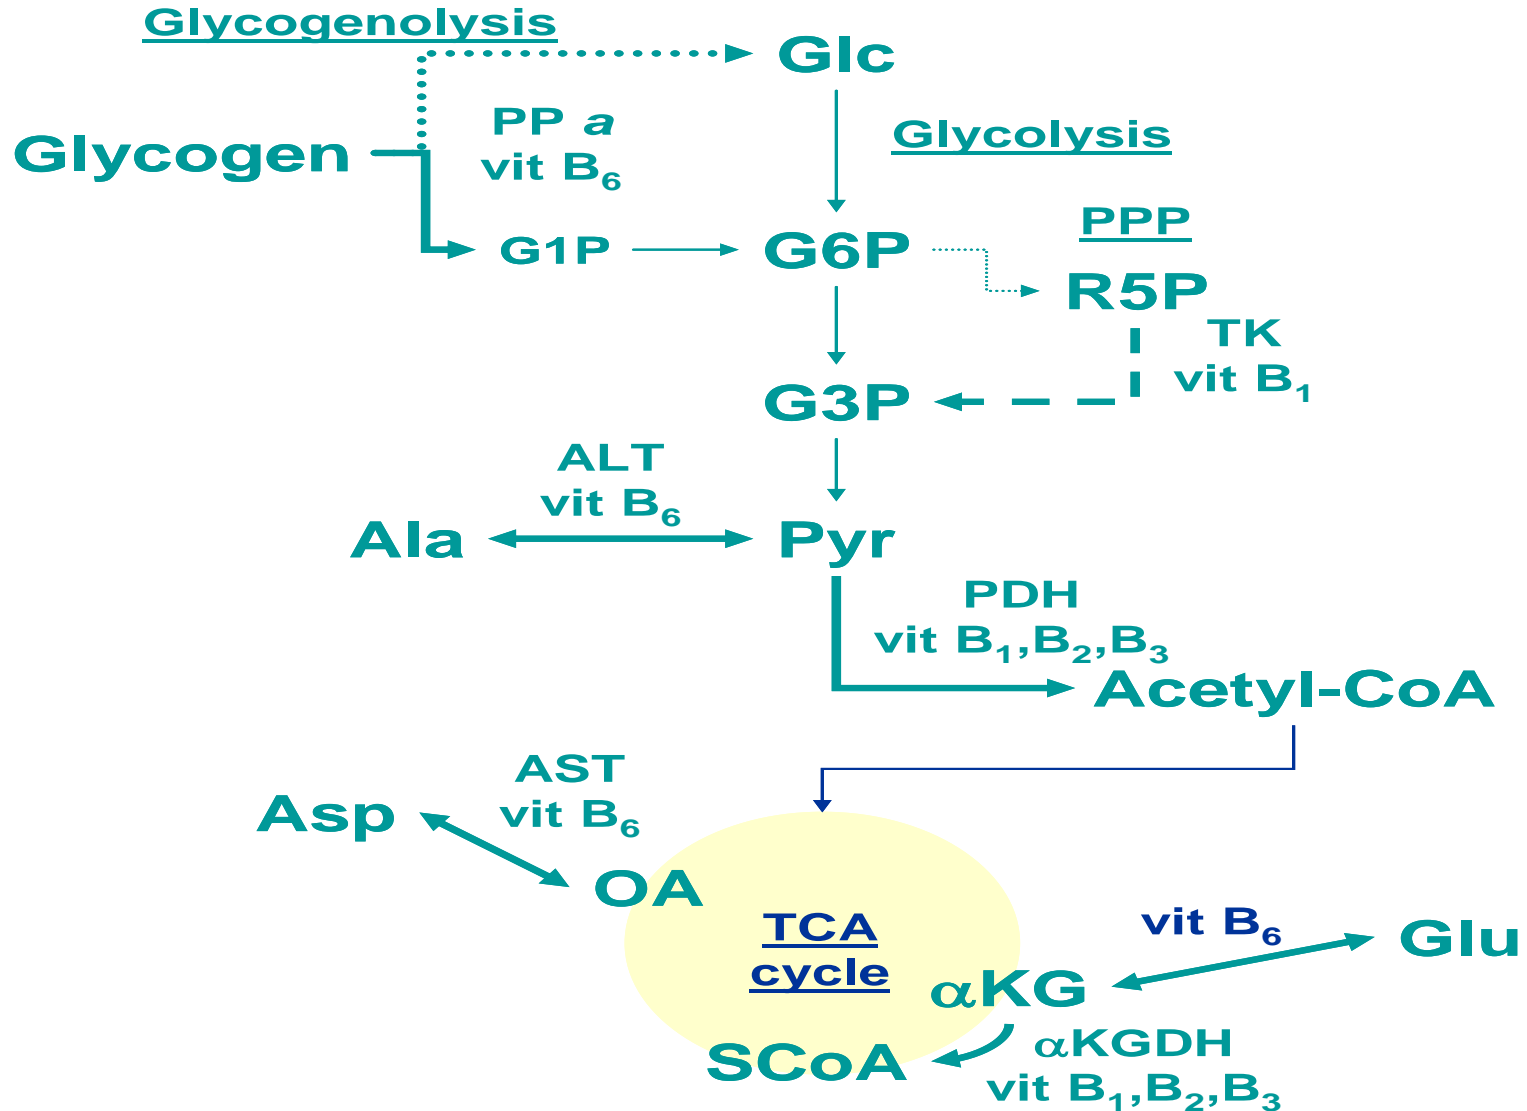 Glycogenolysis
Glc
PP a
vit B6
Glycolysis
Glycogen
PPP
G1P
G6P
R5P
TK
vit B1
G3P
ALT
vit B6
Ala
Pyr
PDH
vit B1,B2,B3
Acetyl-CoA
AST
vit B6
Asp
OA
TCA
cycle
vit B6
Glu
αKG
αKGDH
vit B1,B2,B3
SCoA